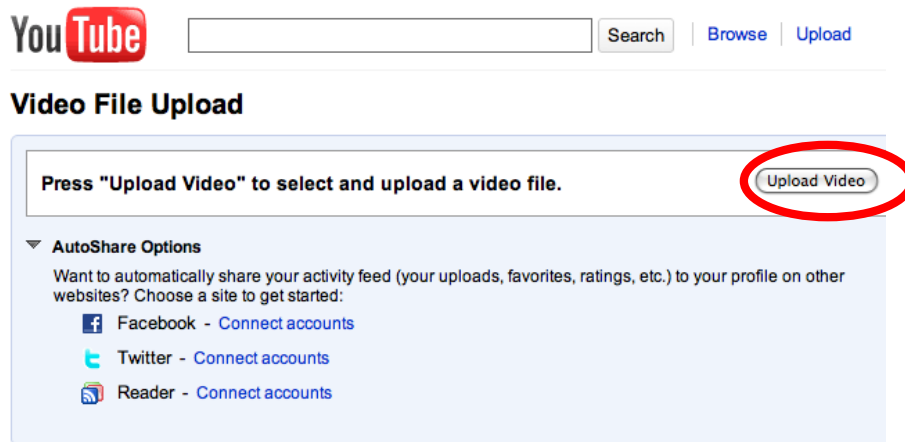 YouTube Search Browse Upload
Video File Upload
Press "Upload Video" to select and upload a video file. Upload Video
AutoShare Options
Want to automatically share your activity feed (your uploads, favorites, ratings, etc.) to your profile on other
websites? Choose a site to get started:
Facebook - Connect accounts
Twitter - Connect accounts
Reader - Connect accounts